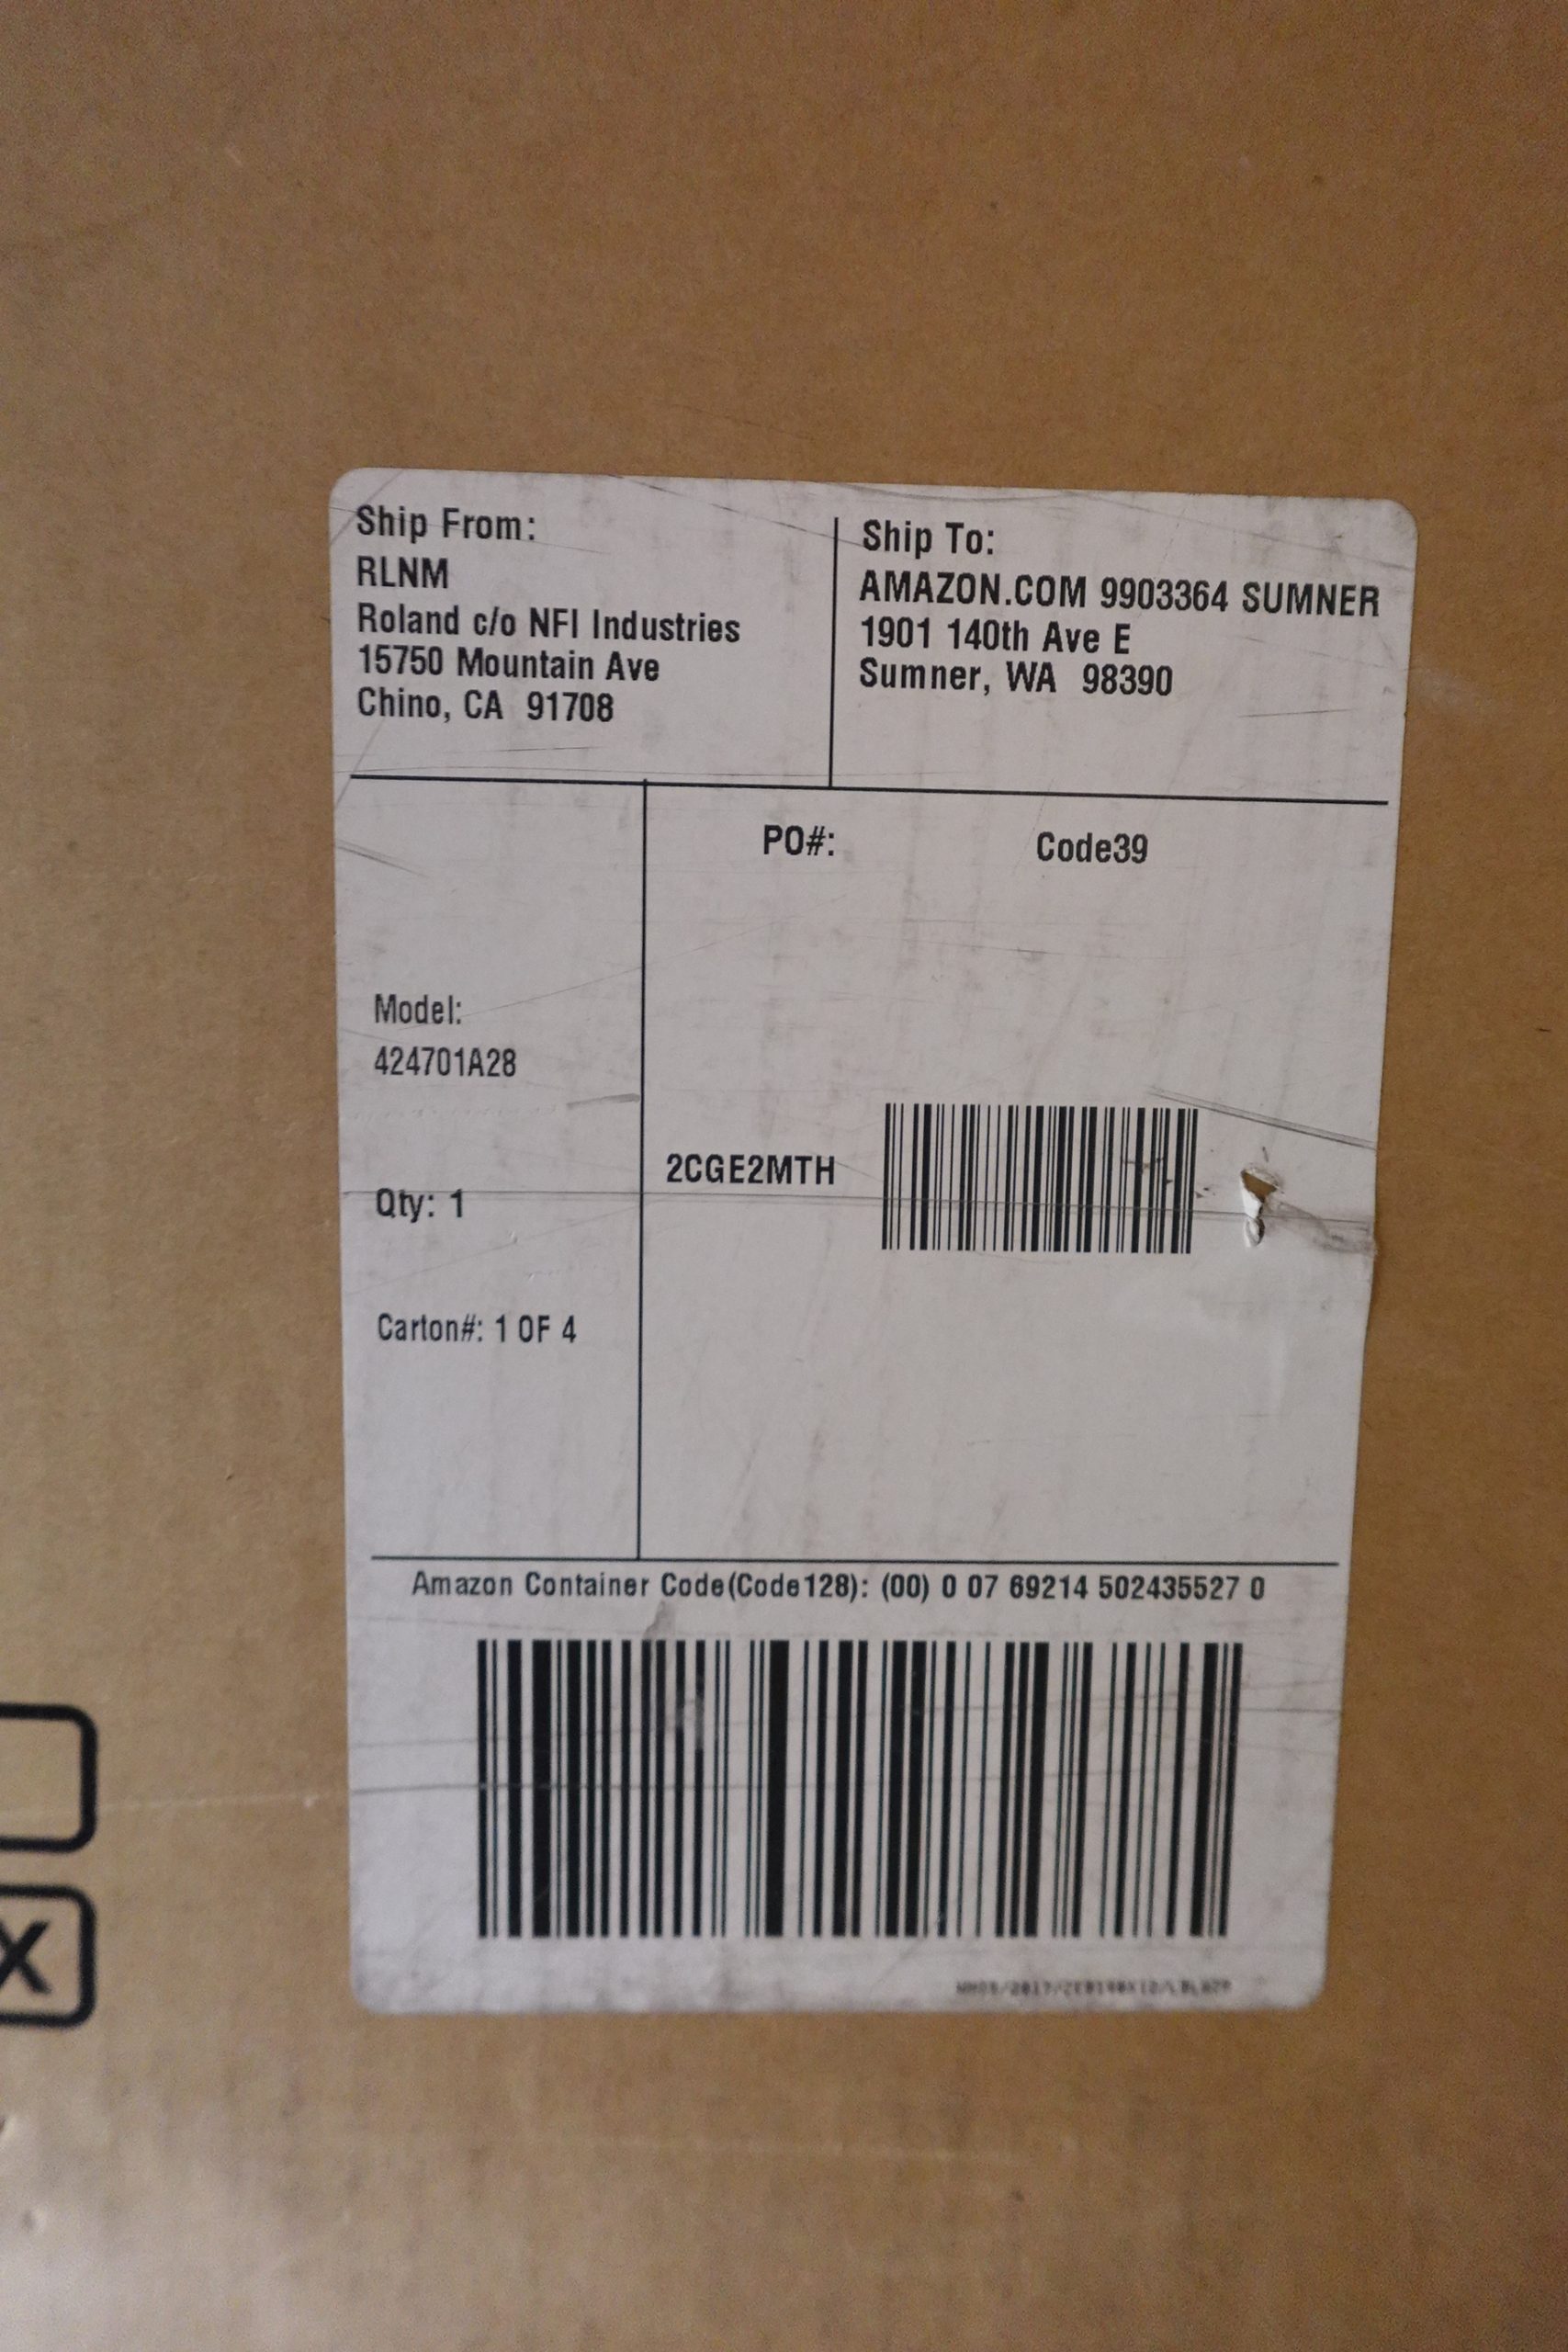 Ship From:
RLNM
Roland c/o NFI Industries
15750 Mountain Ave
Chino, CA 91708
Ship To:
AMAZON.COM 9903364 SUMNER
1901 140th Ave E
Sumner, WA 98390
Model:
424701A28
Qty: 1
Carton#: 1 OF 4
PO#: Code39
2CGE2MTH
Amazon Container Code(Code128): (00) 0 07 69214 502435527 0
X